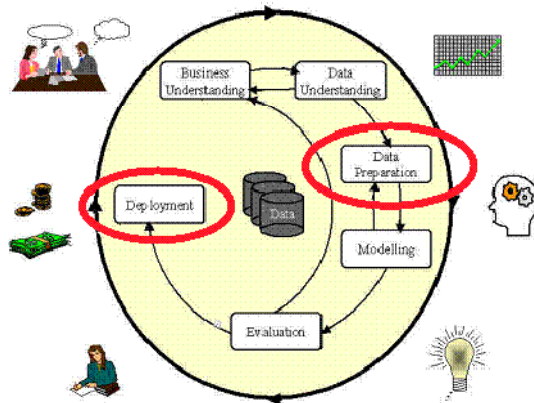 Business
Understanding
Data
Understanding
Data
Preparation
Deployment
Data
Modelling
Evaluation